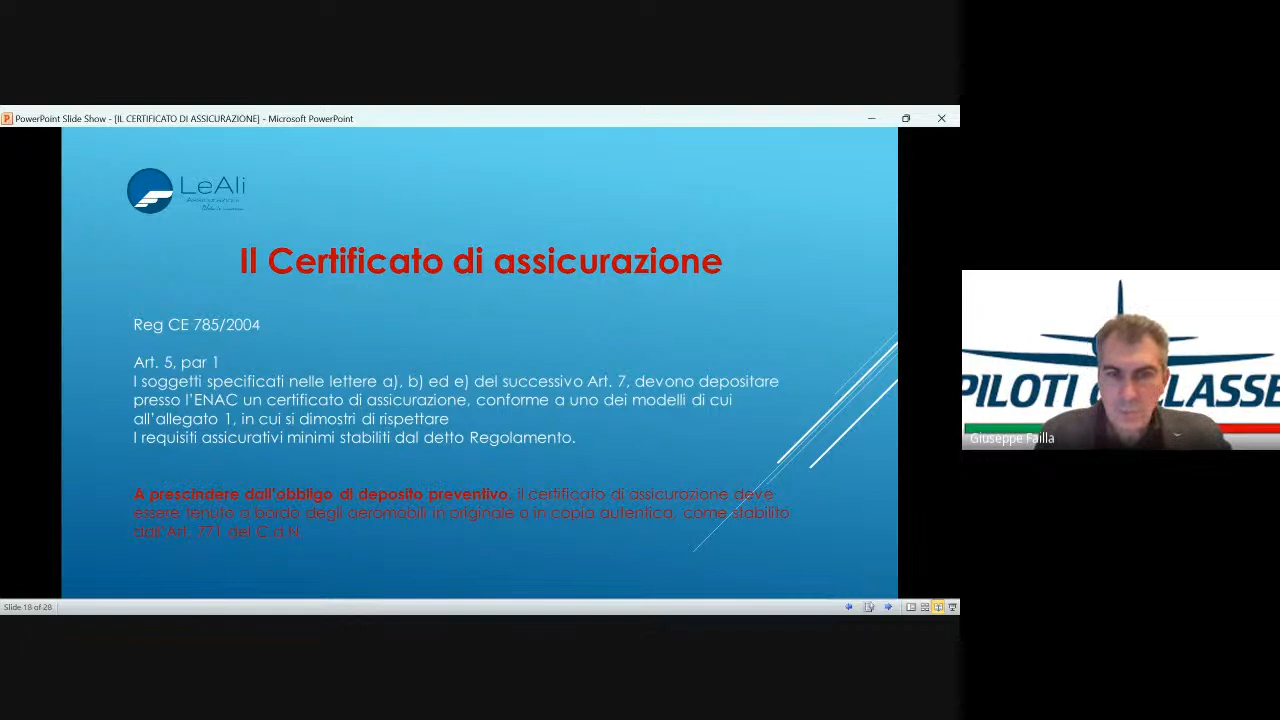 PowerPoint Slide Show - [IL CERTIFICATO DI ASSICURAZIONE] - Microsoft PowerPoint
LeAli
Assicurazioni
Il Certificato di assicurazione
Reg CE 785/2004
Art. 5, par 1
I soggetti specificati nelle lettere a), b) ed e) del successivo Art. 7, devono depositare
presso l'ENAC un certificato di assicurazione, conforme a uno dei modelli di cui
all'allegato 1, in cui si dimostri di rispettare
I requisiti assicurativi minimi stabiliti dal detto Regolamento.
A prescindere dall'obbligo di deposito preventivo, il certificato di assicurazione deve
essere tenuto a bordo degli aeromobili in originale o in copia autentica, come stabilito
dall'Art. 771 del C.d.N.
Slide 18 of 28
PILOTI CLASSE
Giuseppe Failla